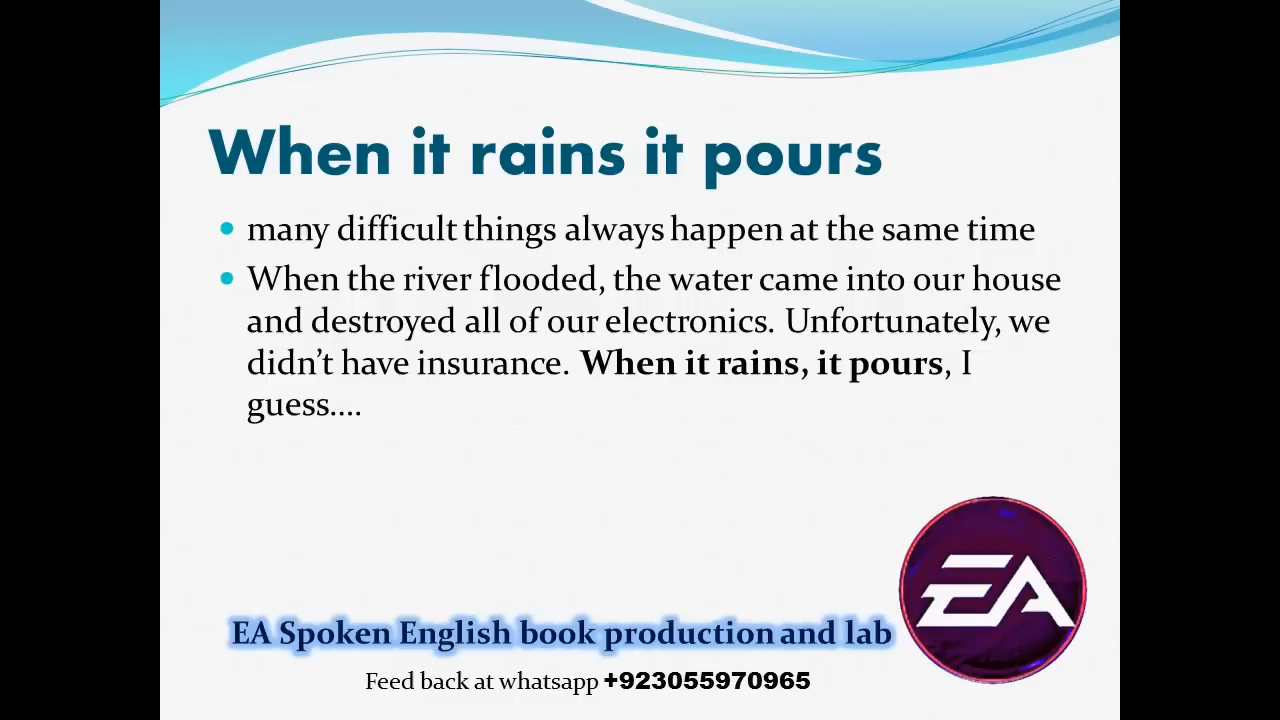 When it rains it pours
many difficult things always happen at the same time
When the river flooded, the water came into our house
and destroyed all of our electronics. Unfortunately, we
didn’t have insurance. When it rains, it pours, I
guess....
EA
EA Spoken English book production and lab
Feed back at whatsapp +923055970965